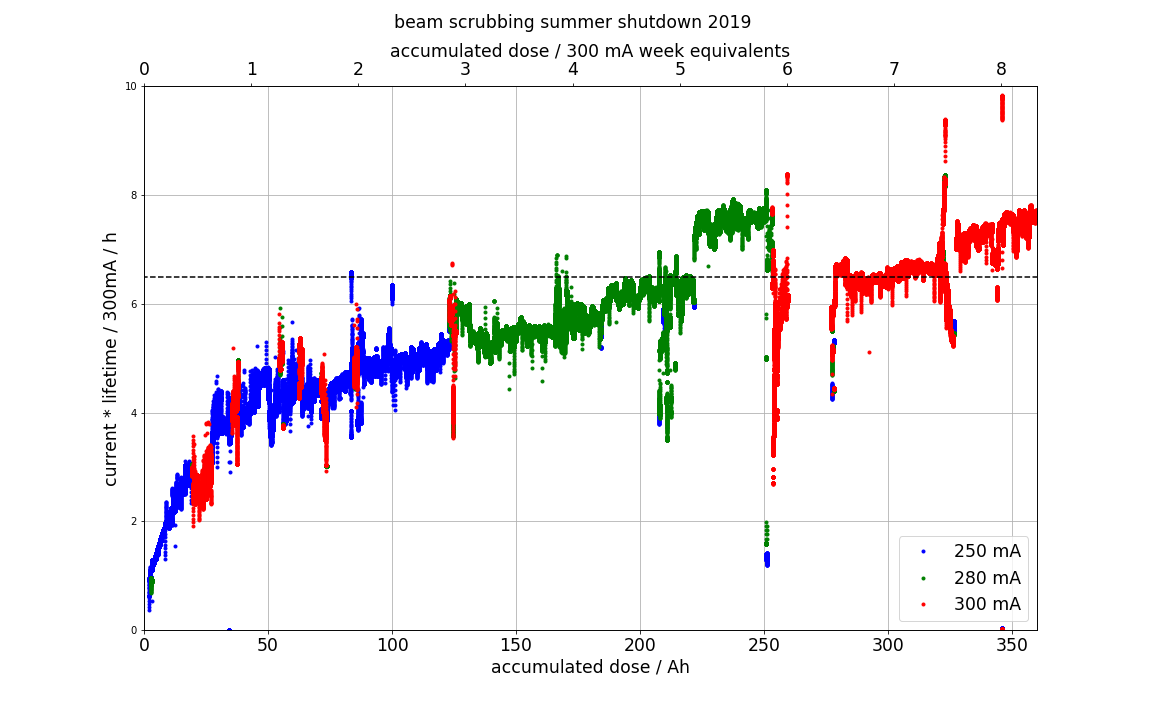 beam scrubbing summer shutdown 2019
accumulated dose / 300 mA week equivalents
0 1 2 3 4 5 6 7 8
10
8
6
4
2
0
current * lifetime / 300mA / h
250 mA
280 mA
300 mA
0 50 100 150 200 250 300 350
accumulated dose / Ah